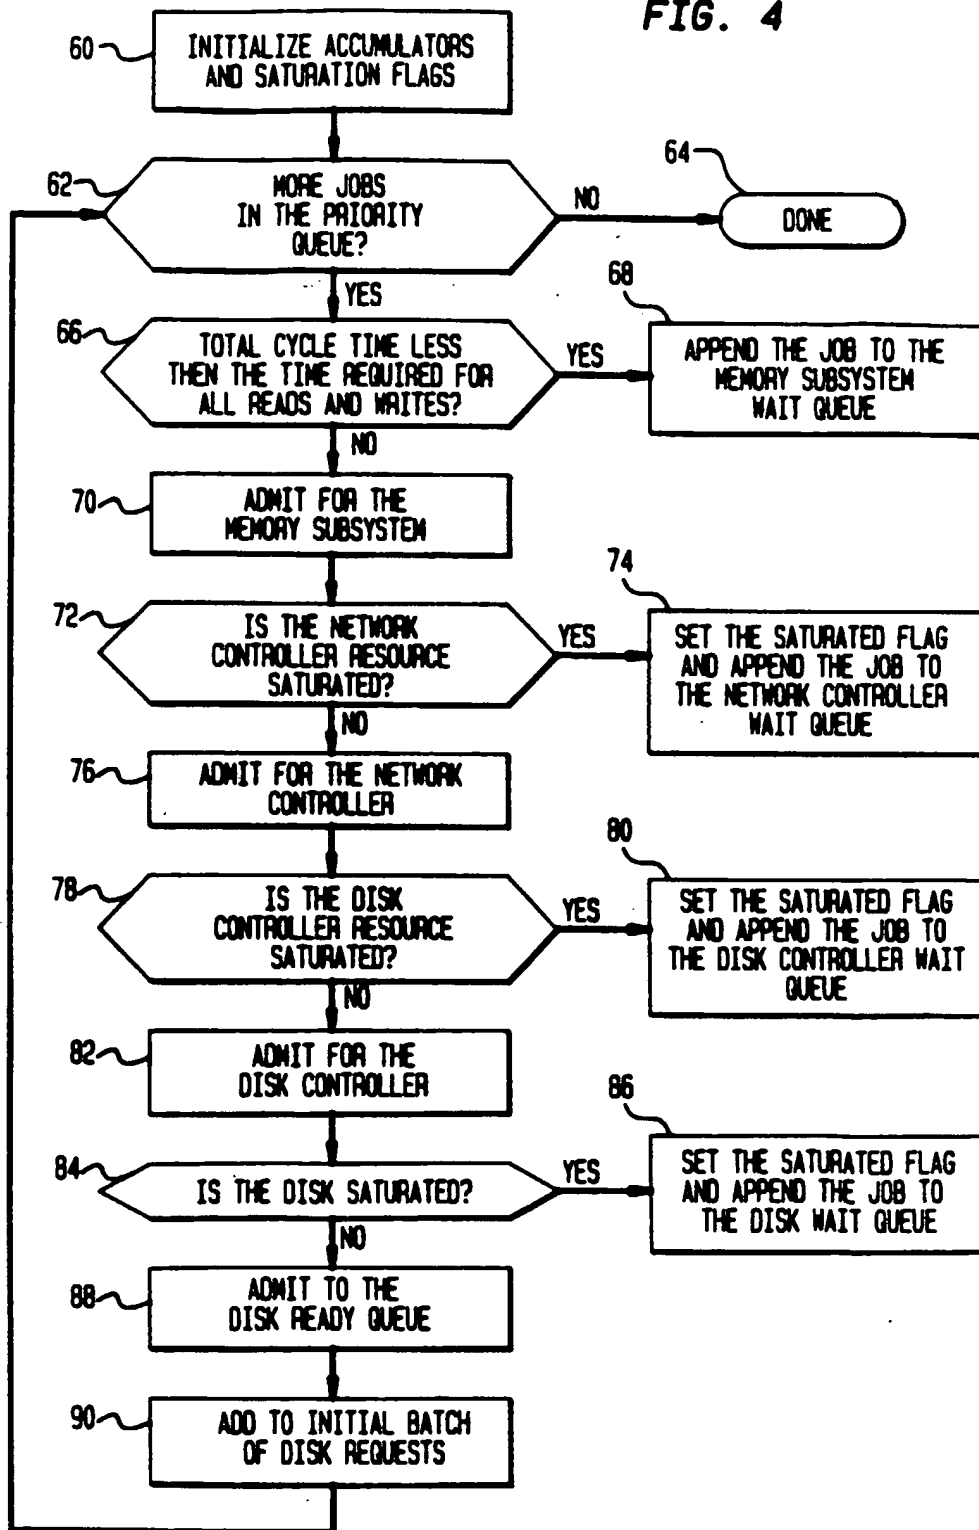 FIG. 4
60
INITIALIZE ACCUMULATORS
AND SATURATION FLAGS
62
MORE JOBS
IN THE PRIORITY
QUEUE?
NO
64
DONE
YES
66
TOTAL CYCLE TIME LESS
THEN THE TIME REQUIRED FOR
ALL READS AND WRITES?
YES
68
APPEND THE JOB TO THE
MEMORY SUBSYSTEM
WAIT QUEUE
NO
70
ADMIT FOR THE
MEMORY SUBSYSTEM
72
IS THE NETWORK
CONTROLLER RESOURCE
SATURATED?
YES
74
SET THE SATURATED FLAG
AND APPEND THE JOB TO
THE NETWORK CONTROLLER
WAIT QUEUE
NO
76
ADMIT FOR THE NETWORK
CONTROLLER
78
IS THE DISK
CONTROLLER RESOURCE
SATURATED?
YES
80
SET THE SATURATED FLAG
AND APPEND THE JOB TO
THE DISK CONTROLLER WAIT
QUEUE
NO
82
ADMIT FOR THE
DISK CONTROLLER
84
IS THE DISK SATURATED?
YES
86
SET THE SATURATED FLAG
AND APPEND THE JOB TO
THE DISK WAIT QUEUE
NO
88
ADMIT TO THE
DISK READY QUEUE
90
ADD TO INITIAL BATCH
OF DISK REQUESTS